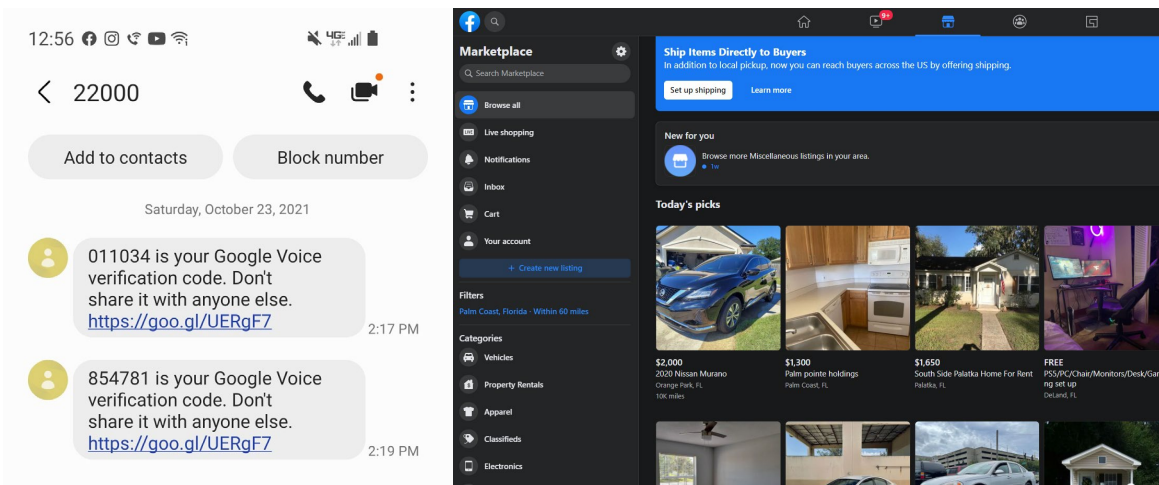 12:56
4GE
22000
Add to contacts
Block number
Saturday, October 23, 2021
011034 is your Google Voice
verification code. Don't
share it with anyone else.
https://goo.gl/UERgF7
2:17 PM
854781 is your Google Voice
verification code. Don't
share it with anyone else.
https://goo.gl/UERgF7
2:19 PM
9+
Marketplace
Search Marketplace
Browse all
Live shopping
Notifications
Inbox
Cart
Your account
+ Create new listing
Filters
Palm Coast, Florida · Within 60 miles
Categories
Vehicles
Property Rentals
Apparel
Classifieds
Electronics
Ship Items Directly to Buyers
In addition to local pickup, now you can reach buyers across the US by offering shipping.
Set up shipping
Learn more
New for you
Browse more Miscellaneous listings in your area.
1w
Today's picks
$2,000
2020 Nissan Murano
Orange Park, FL
10K miles
$1,300
Palm pointe holdings
Palm Coast, FL
$1,650
South Side Palatka Home For Rent
Palatka, FL
FREE
PS5/PC/Chair/Monitors/Desk/Gar
ng set up
DeLand, FL